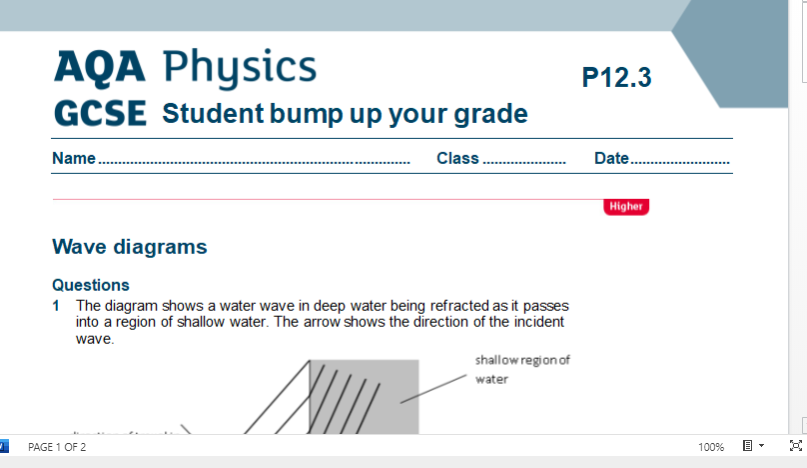 AQA Physics
P12.3
GCSE Student bump up your grade
Name.............................................................................. Class ..................... Date.........................
Higher
Wave diagrams
Questions
1 The diagram shows a water wave in deep water being refracted as it passes
into a region of shallow water. The arrow shows the direction of the incident
wave.
shallow region of
water
PAGE 1 OF 2
100%